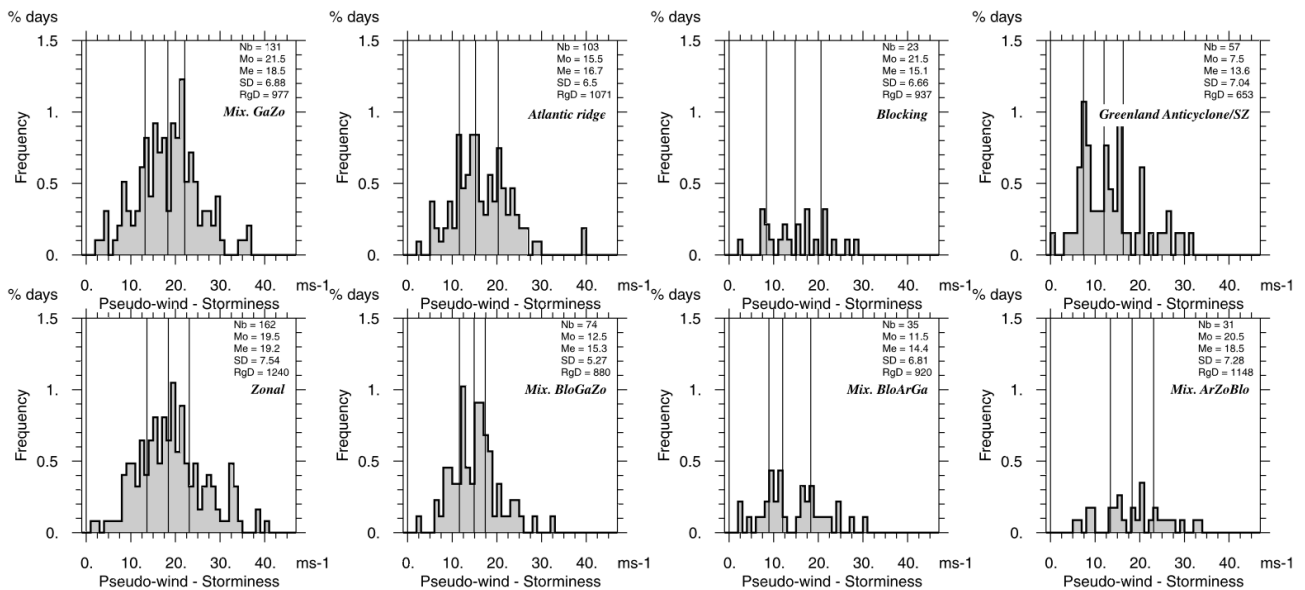 % days
1.5
1.
0.5
0.
Frequency
Nb = 131
Mo = 21.5
Me = 18.5
SD = 6.88
RgD = 977
Mix. GaZo
0. 10. 20. 30. 40. ms-1
Pseudo-wind - Storminess
% days
1.5
1.
0.5
0.
Frequency
Nb = 103
Mo = 15.5
Me = 16.7
SD = 6.5
RgD = 1071
Atlantic ridge
0. 10. 20. 30. 40. ms-1
Pseudo-wind - Storminess
% days
1.5
1.
0.5
0.
Frequency
Nb = 23
Mo = 21.5
Me = 15.1
SD = 6.66
RgD = 937
Blocking
0. 10. 20. 30. 40. ms-1
Pseudo-wind - Storminess
% days
1.5
1.
0.5
0.
Frequency
Nb = 57
Mo = 7.5
Me = 13.6
SD = 7.04
RgD = 653
Greenland Anticyclone/SZ
0. 10. 20. 30. 40. ms-1
Pseudo-wind - Storminess
% days
1.5
1.
0.5
0.
Frequency
Nb = 162
Mo = 19.5
Me = 19.2
SD = 7.54
RgD = 1240
Zonal
0. 10. 20. 30. 40. ms-1
Pseudo-wind - Storminess
% days
1.5
1.
0.5
0.
Frequency
Nb = 74
Mo = 12.5
Me = 15.3
SD = 5.27
RgD = 880
Mix. BloGaZo
0. 10. 20. 30. 40. ms-1
Pseudo-wind - Storminess
% days
1.5
1.
0.5
0.
Frequency
Nb = 35
Mo = 11.5
Me = 14.4
SD = 6.81
RgD = 920
Mix. BloArGa
0. 10. 20. 30. 40. ms-1
Pseudo-wind - Storminess
% days
1.5
1.
0.5
0.
Frequency
Nb = 31
Mo = 20.5
Me = 18.5
SD = 7.28
RgD = 1148
Mix. ArZoBlo
0. 10. 20. 30. 40. ms-1
Pseudo-wind - Storminess